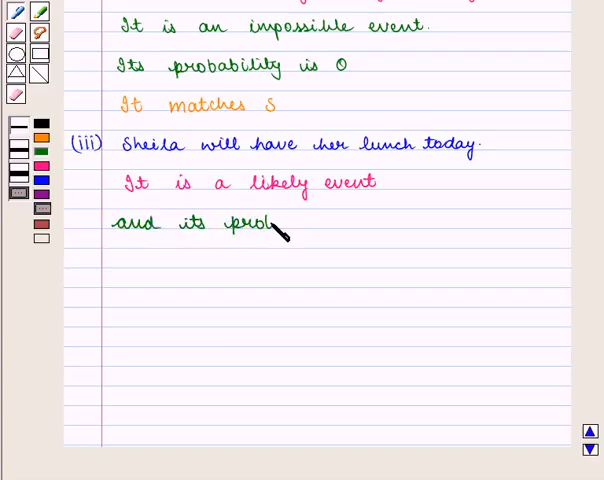 It is an impossible event.
Its probability is 0
It matches S
(iii) Sheila will have her lunch today.
It is a likely event
and its prob